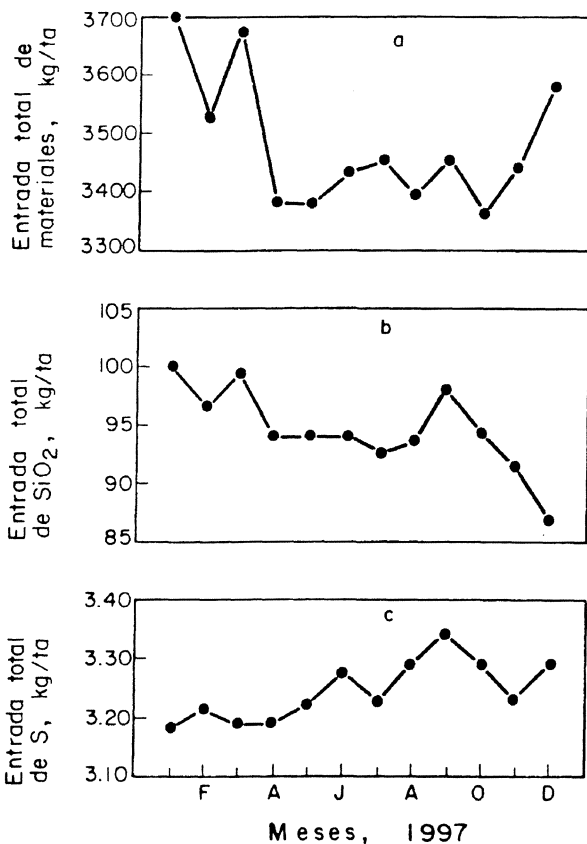 Entrada total de
materiales, kg/ta
3700
3600
3500
3400
3300
a
Entrada total
de SiO2, kg/ta
105
100
95
90
85
b
Entrada total
de S, kg/ta
3.40
3.30
3.20
3.10
c
F A J A O D
Meses, 1997